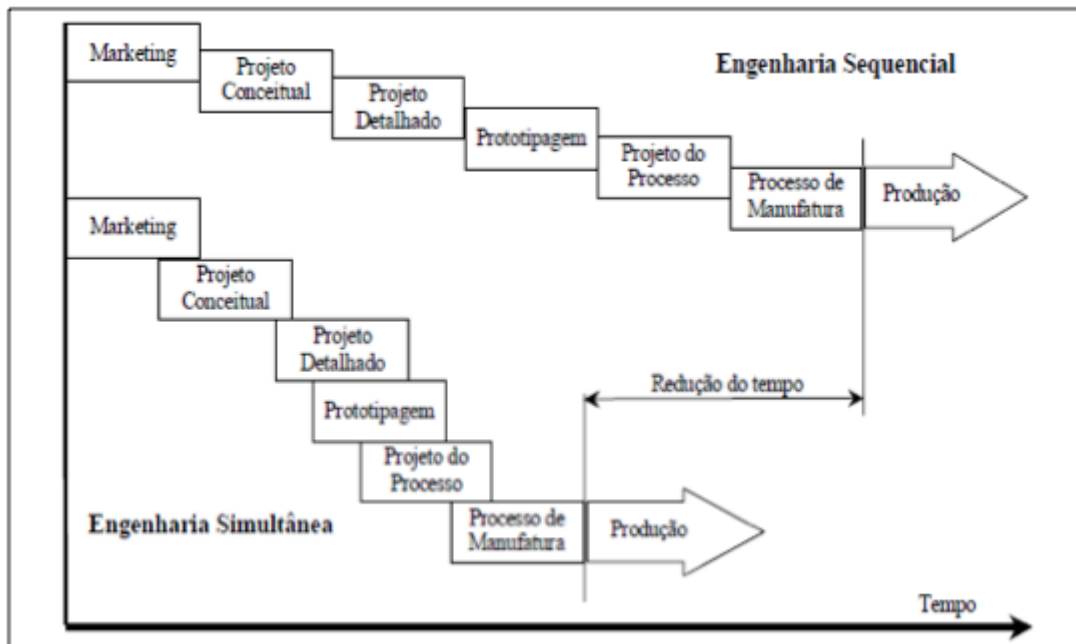 Marketing
Projeto
Conceitual
Projeto
Detalhado
Prototipagem
Projeto do
Processo
Processo de
Manufatura
Produção
Engenharia Sequencial
Marketing
Projeto
Conceitual
Projeto
Detalhado
Prototipagem
Projeto do
Processo
Processo de
Manufatura
Produção
Redução do tempo
Engenharia Simultânea
Tempo